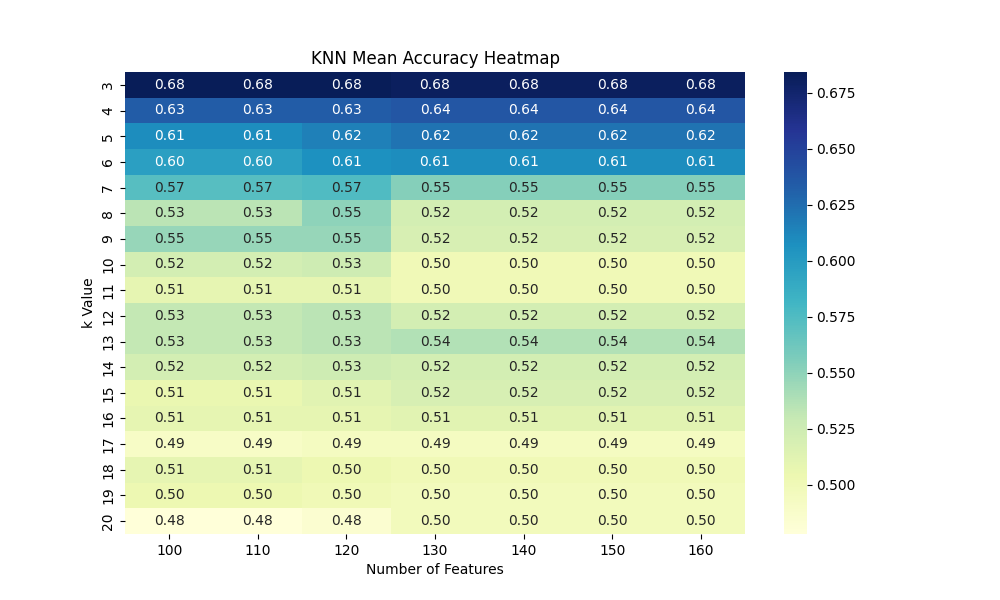 KNN Mean Accuracy Heatmap
k Value
3 0.68 0.68 0.68 0.68 0.68 0.68 0.68
4 0.63 0.63 0.63 0.64 0.64 0.64 0.64
5 0.61 0.61 0.62 0.62 0.62 0.62 0.62
6 0.60 0.60 0.61 0.61 0.61 0.61 0.61
7 0.57 0.57 0.57 0.55 0.55 0.55 0.55
8 0.53 0.53 0.55 0.52 0.52 0.52 0.52
9 0.55 0.55 0.55 0.52 0.52 0.52 0.52
10 0.52 0.52 0.53 0.50 0.50 0.50 0.50
11 0.51 0.51 0.51 0.50 0.50 0.50 0.50
12 0.53 0.53 0.53 0.52 0.52 0.52 0.52
13 0.53 0.53 0.53 0.54 0.54 0.54 0.54
14 0.52 0.52 0.53 0.52 0.52 0.52 0.52
15 0.51 0.51 0.51 0.52 0.52 0.52 0.52
16 0.51 0.51 0.51 0.51 0.51 0.51 0.51
17 0.49 0.49 0.49 0.49 0.49 0.49 0.49
18 0.51 0.51 0.50 0.50 0.50 0.50 0.50
19 0.50 0.50 0.50 0.50 0.50 0.50 0.50
20 0.48 0.48 0.48 0.50 0.50 0.50 0.50
100 110 120 130 140 150 160
Number of Features
0.675
0.650
0.625
0.600
0.575
0.550
0.525
0.500